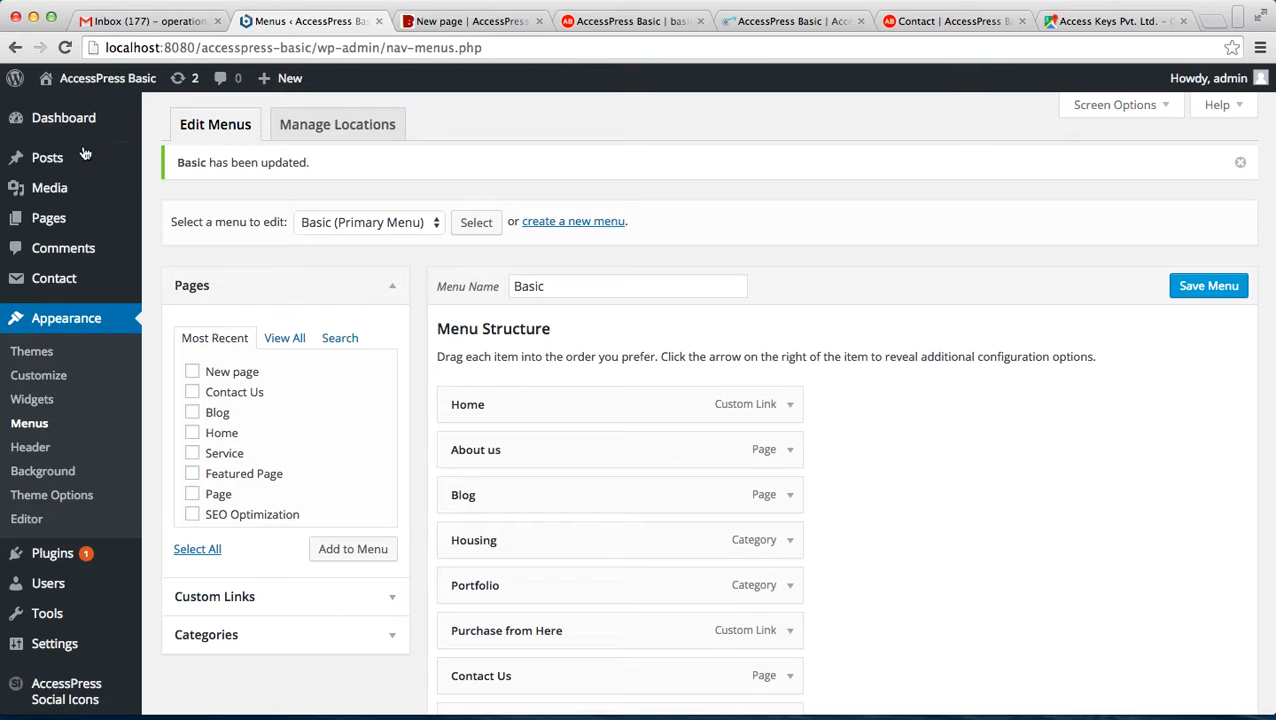 Inbox (177) – operation
Menus ‹ AccessPress Bas
New page | AccessPress
AccessPress Basic | basi
AccessPress Basic | Acce
Contact | AccessPress B
Access Keys Pvt. Ltd. –
localhost:8080/accesspress-basic/wp-admin/nav-menus.php
AccessPress Basic 2 0 New Howdy, admin
Dashboard
Posts
Media
Pages
Comments
Contact
Appearance
Themes
Customize
Widgets
Menus
Header
Background
Theme Options
Editor
Plugins 1
Users
Tools
Settings
AccessPress
Social Icons
Screen Options Help
Edit Menus Manage Locations
Basic has been updated.
Select a menu to edit: Basic (Primary Menu) Select or create a new menu.
Pages
Most Recent View All Search
New page
Contact Us
Blog
Home
Service
Featured Page
Page
SEO Optimization
Select All Add to Menu
Custom Links
Categories
Menu Name Basic Save Menu
Menu Structure
Drag each item into the order you prefer. Click the arrow on the right of the item to reveal additional configuration options.
Home Custom Link
About us Page
Blog Page
Housing Category
Portfolio Category
Purchase from Here Custom Link
Contact Us Page